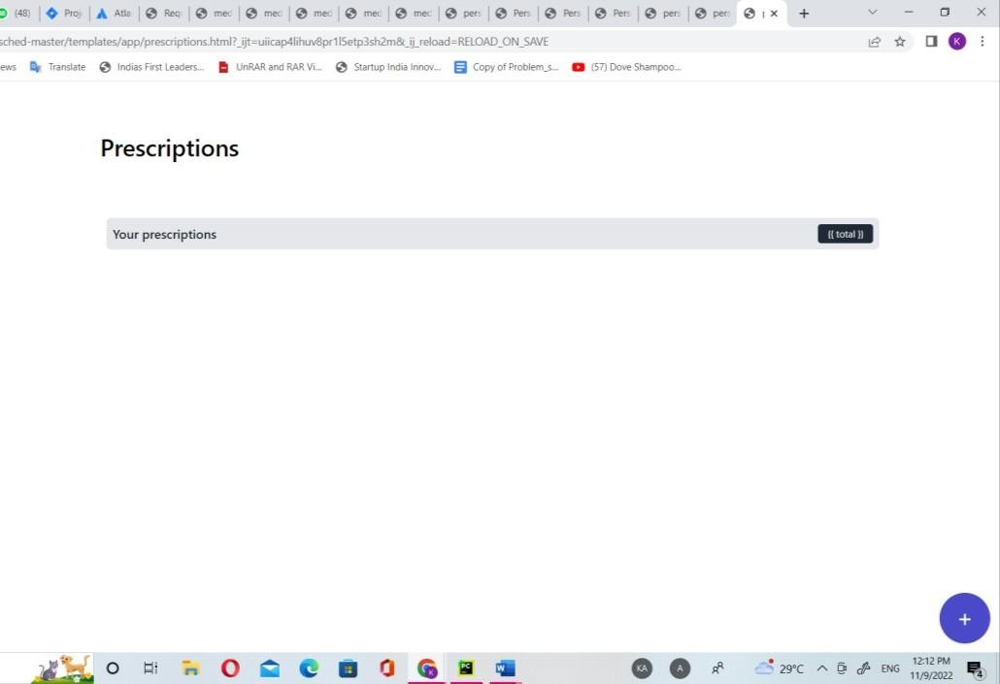 (48) Proj Atla Req med med med med med pers Pers Pers Pers pers pers
sched-master/templates/app/prescriptions.html?_ijt=uiicap4lihuv8pr1l5etp3sh2m&_ij_reload=RELOAD_ON_SAVE K
ews Translate Indias First Leaders... UnRAR and RAR Vi... Startup India Innov... Copy of Problem_s... (57) Dove Shampoo...
Prescriptions
Your prescriptions {{ total }}
+
KA A 29°C ENG 12:12 PM
11/9/2022 4